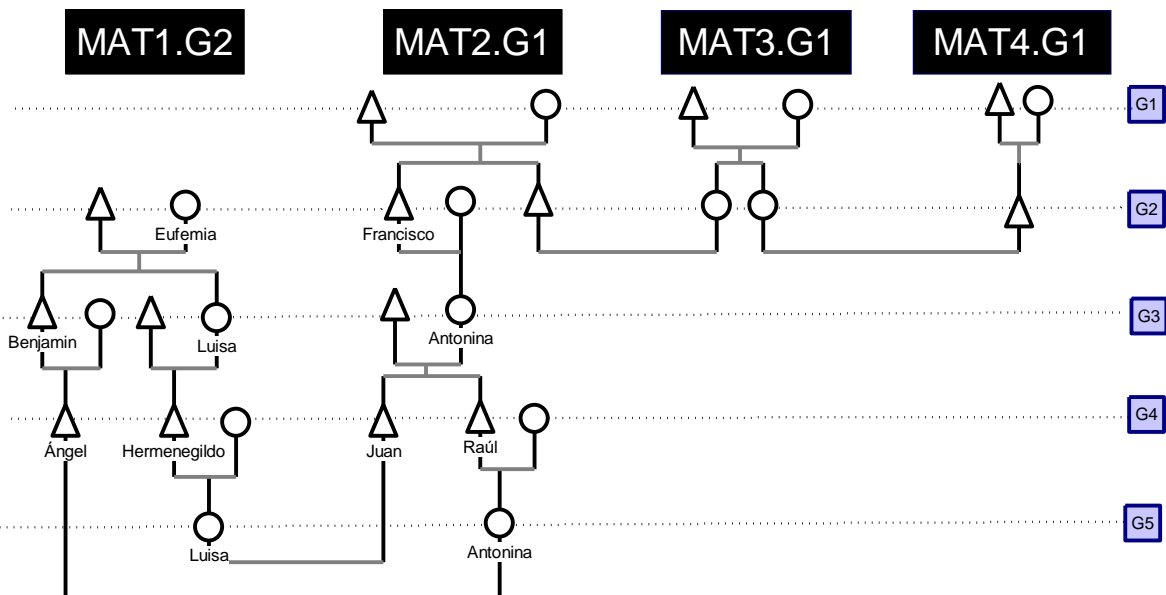 MAT1.G2
MAT2.G1
MAT3.G1
MAT4.G1
G1
Eufemia
Francisco
G2
Benjamin
Luisa
Antonina
G3
Ángel
Hermenegildo
Juan
Raúl
G4
Luisa
Antonina
G5